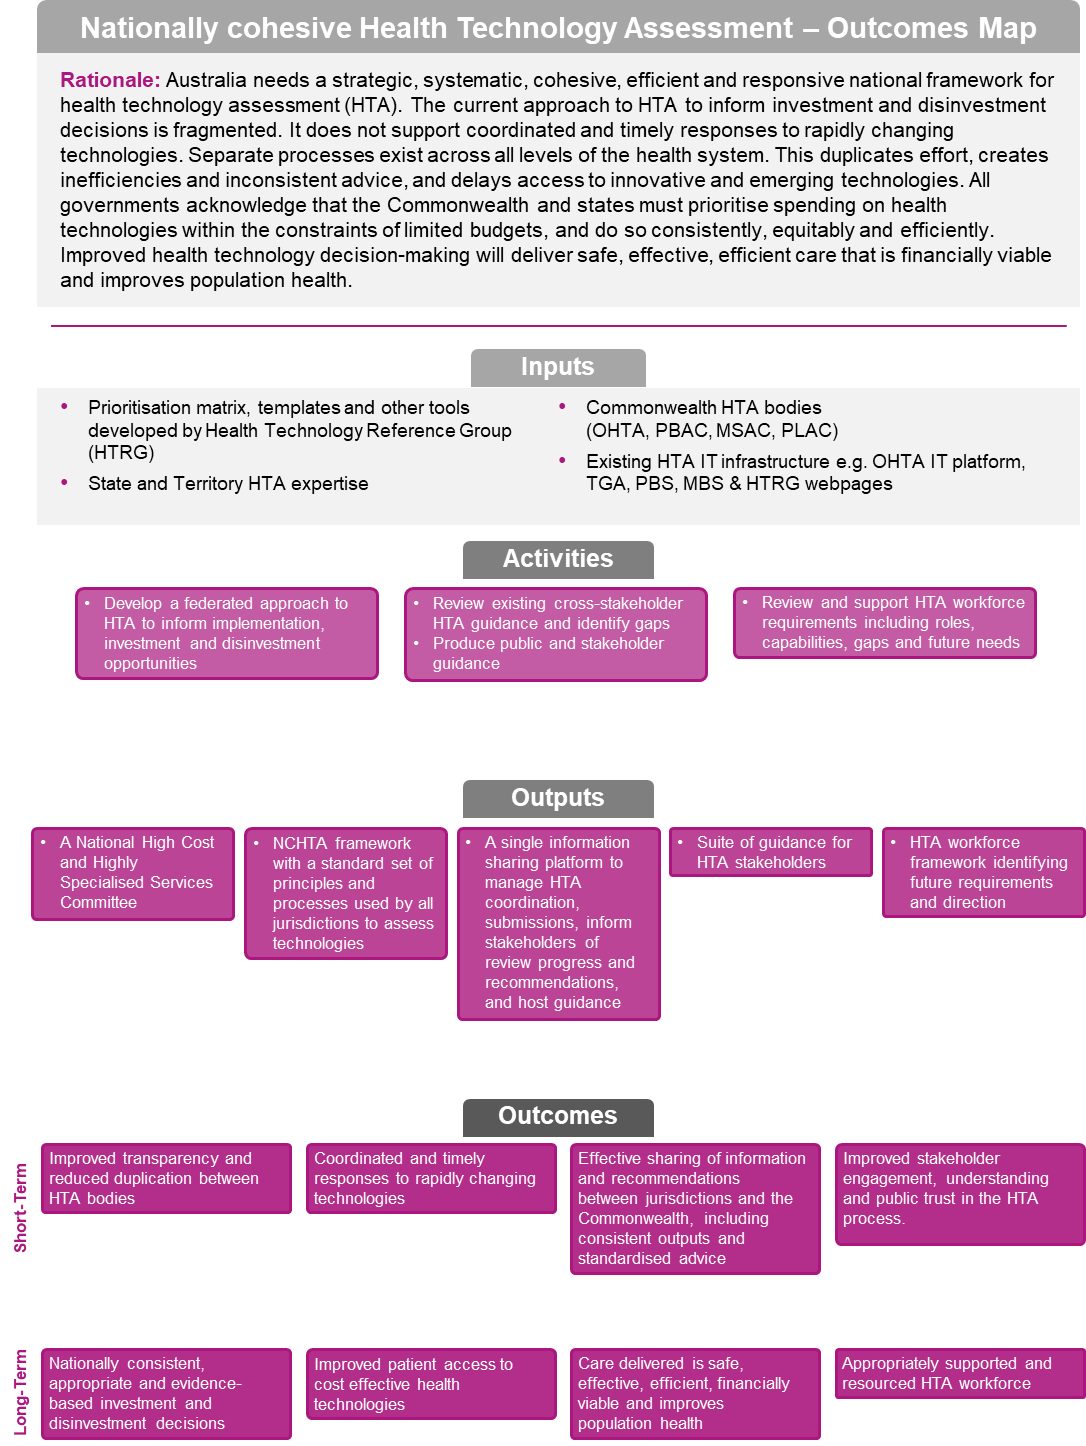 Nationally cohesive Health Technology Assessment – Outcomes Map
Rationale: Australia needs a strategic, systematic, cohesive, efficient and responsive national framework for
health technology assessment (HTA). The current approach to HTA to inform investment and disinvestment
decisions is fragmented. It does not support coordinated and timely responses to rapidly changing
technologies. Separate processes exist across all levels of the health system. This duplicates effort, creates
inefficiencies and inconsistent advice, and delays access to innovative and emerging technologies. All
governments acknowledge that the Commonwealth and states must prioritise spending on health
technologies within the constraints of limited budgets, and do so consistently, equitably and efficiently.
Improved health technology decision-making will deliver safe, effective, efficient care that is financially viable
and improves population health.
Inputs
• Prioritisation matrix, templates and other tools
developed by Health Technology Reference Group
(HTRG)
• State and Territory HTA expertise
• Commonwealth HTA bodies
(OHTA, PBAC, MSAC, PLAC)
• Existing HTA IT infrastructure e.g. OHTA IT platform,
TGA, PBS, MBS & HTRG webpages
Activities
• Develop a federated approach to
HTA to inform implementation,
investment and disinvestment
opportunities
• Review existing cross-stakeholder
HTA guidance and identify gaps
• Produce public and stakeholder
guidance
• Review and support HTA workforce
requirements including roles,
capabilities, gaps and future needs
Outputs
• A National High Cost
and Highly
Specialised Services
Committee
• NCHTA framework
with a standard set of
principles and
processes used by all
jurisdictions to assess
technologies
• A single information
sharing platform to
manage HTA
coordination,
submissions, inform
stakeholders of
review progress and
recommendations,
and host guidance
• Suite of guidance for
HTA stakeholders
• HTA workforce
framework identifying
future requirements
and direction
Outcomes
Short-Term
Improved transparency and
reduced duplication between
HTA bodies
Coordinated and timely
responses to rapidly changing
technologies
Effective sharing of information
and recommendations
between jurisdictions and the
Commonwealth, including
consistent outputs and
standardised advice
Improved stakeholder
engagement, understanding
and public trust in the HTA
process.
Long-Term
Nationally consistent,
appropriate and evidence-
based investment and
disinvestment decisions
Improved patient access to
cost effective health
technologies
Care delivered is safe,
effective, efficient, financially
viable and improves
population health
Appropriately supported and
resourced HTA workforce